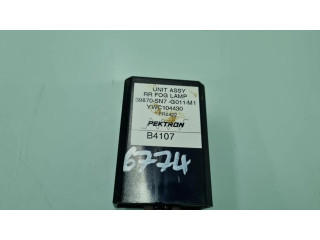 UNIT ASSY
RR FOG LAMP
39870-SN7 -G011-M1
YWC104430
PEKTRON
B4107
6774